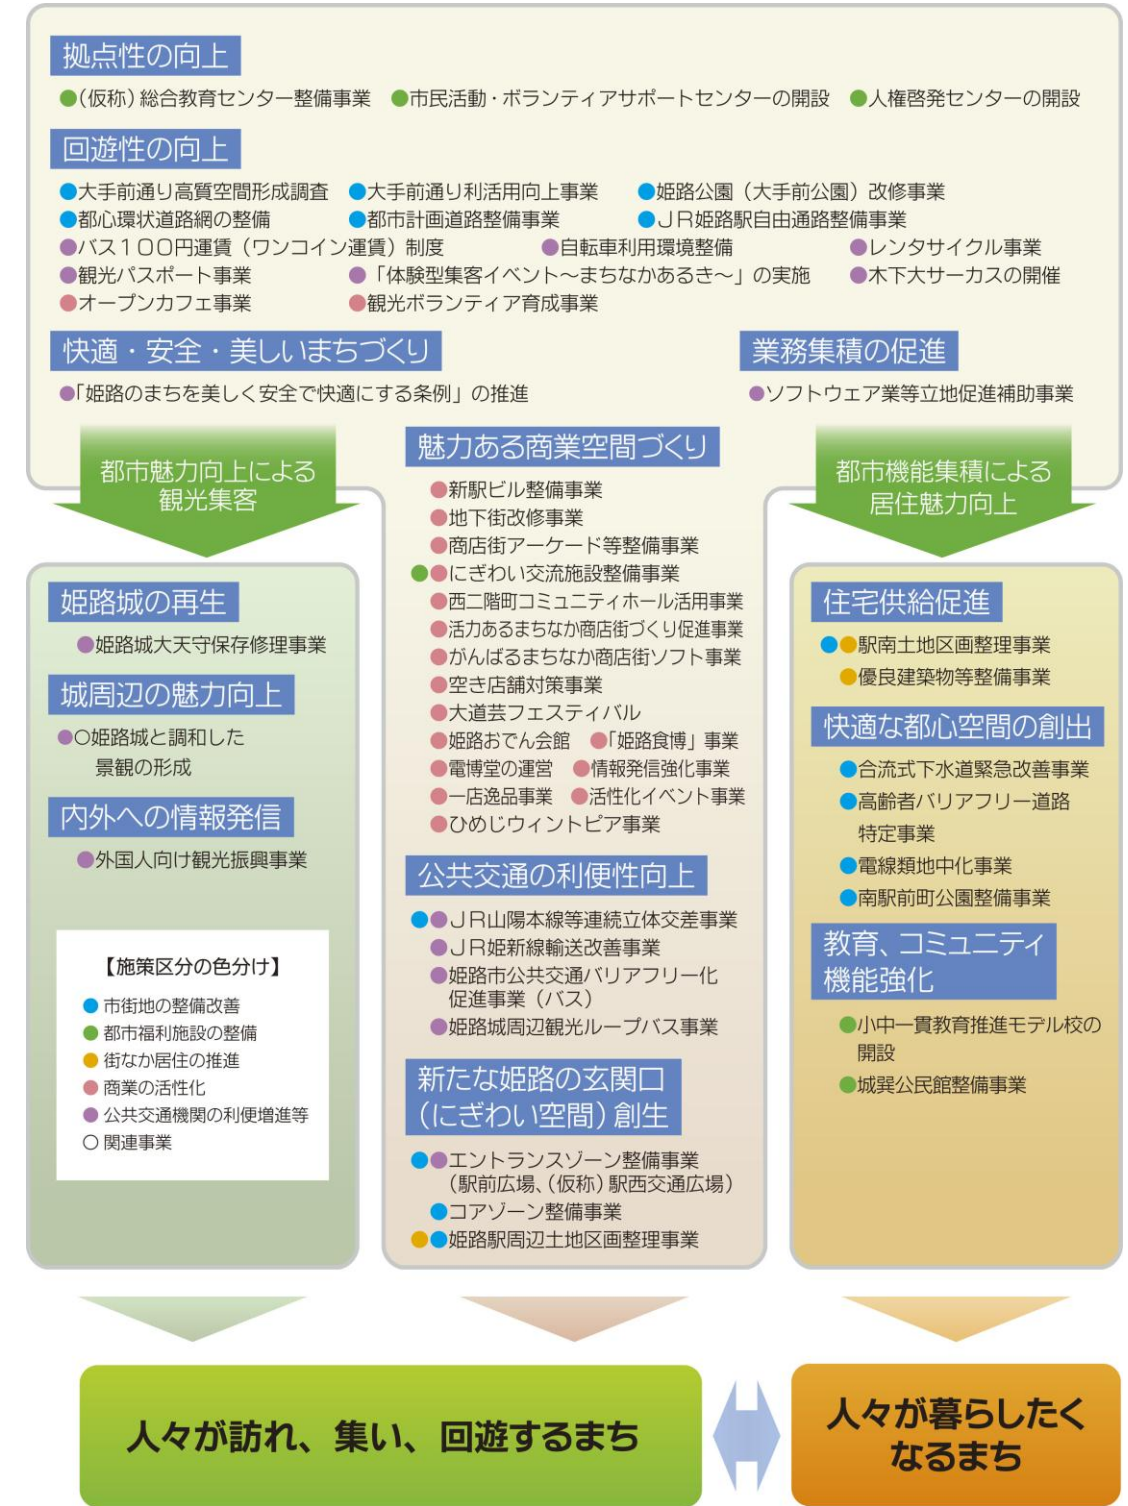 拠点性の向上
●(仮称)総合教育センター整備事業 ●市民活動・ボランティアサポートセンターの開設 ●人権啓発センターの開設
回遊性の向上
●大手前通り高質空間形成調査 ●大手前通り利活用向上事業 ●姫路公園(大手前公園)改修事業
●都心環状道路網の整備 ●都市計画道路整備事業 ●JR姫路駅自由通路整備事業
●バス100円運賃(ワンコイン運賃)制度 ●自転車利用環境整備 ●レンタサイクル事業
●観光パスポート事業 ●「体験型集客イベント〜まちなかあるき〜」の実施 ●木下大サーカスの開催
●オープンカフェ事業 ●観光ボランティア育成事業
快適・安全・美しいまちづくり
●「姫路のまちを美しく安全で快適にする条例」の推進
業務集積の促進
●ソフトウェア業等立地促進補助事業
都市魅力向上による
観光集客
都市機能集積による
居住魅力向上
姫路城の再生
●姫路城大天守保存修理事業
城周辺の魅力向上
●○姫路城と調和した
景観の形成
内外への情報発信
●外国人向け観光振興事業
【施策区分の色分け】
●市街地の整備改善
●都市福利施設の整備
●街なか居住の推進
●商業の活性化
●公共交通機関の利便増進等
○関連事業
魅力ある商業空間づくり
●新駅ビル整備事業
●地下街改修事業
●商店街アーケード等整備事業
●●にぎわい交流施設整備事業
●西二階町コミュニティホール活用事業
●活力あるまちなか商店街づくり促進事業
●がんばるまちなか商店街ソフト事業
●空き店舗対策事業
●大道芸フェスティバル
●姫路おでん会館 ●「姫路食博」事業
●電博堂の運営 ●情報発信強化事業
●一店逸品事業 ●活性化イベント事業
●ひめじウィントピア事業
公共交通の利便性向上
●●JR山陽本線等連続立体交差事業
●JR姫新線輸送改善事業
●姫路市公共交通バリアフリー化
促進事業(バス)
●姫路城周辺観光ループバス事業
新たな姫路の玄関口
(にぎわい空間)創生
●●エントランスゾーン整備事業
(駅前広場、(仮称)駅西交通広場)
●コアゾーン整備事業
●●姫路駅周辺土地区画整理事業
住宅供給促進
●●駅南土地区画整理事業
●優良建築物等整備事業
快適な都心空間の創出
●合流式下水道緊急改善事業
●高齢者バリアフリー道路
特定事業
●電線類地中化事業
●南駅前町公園整備事業
教育、コミュニティ
機能強化
●小中一貫教育推進モデル校の
開設
●城巽公民館整備事業
人々が訪れ、集い、回遊するまち
人々が暮らしたく
なるまち